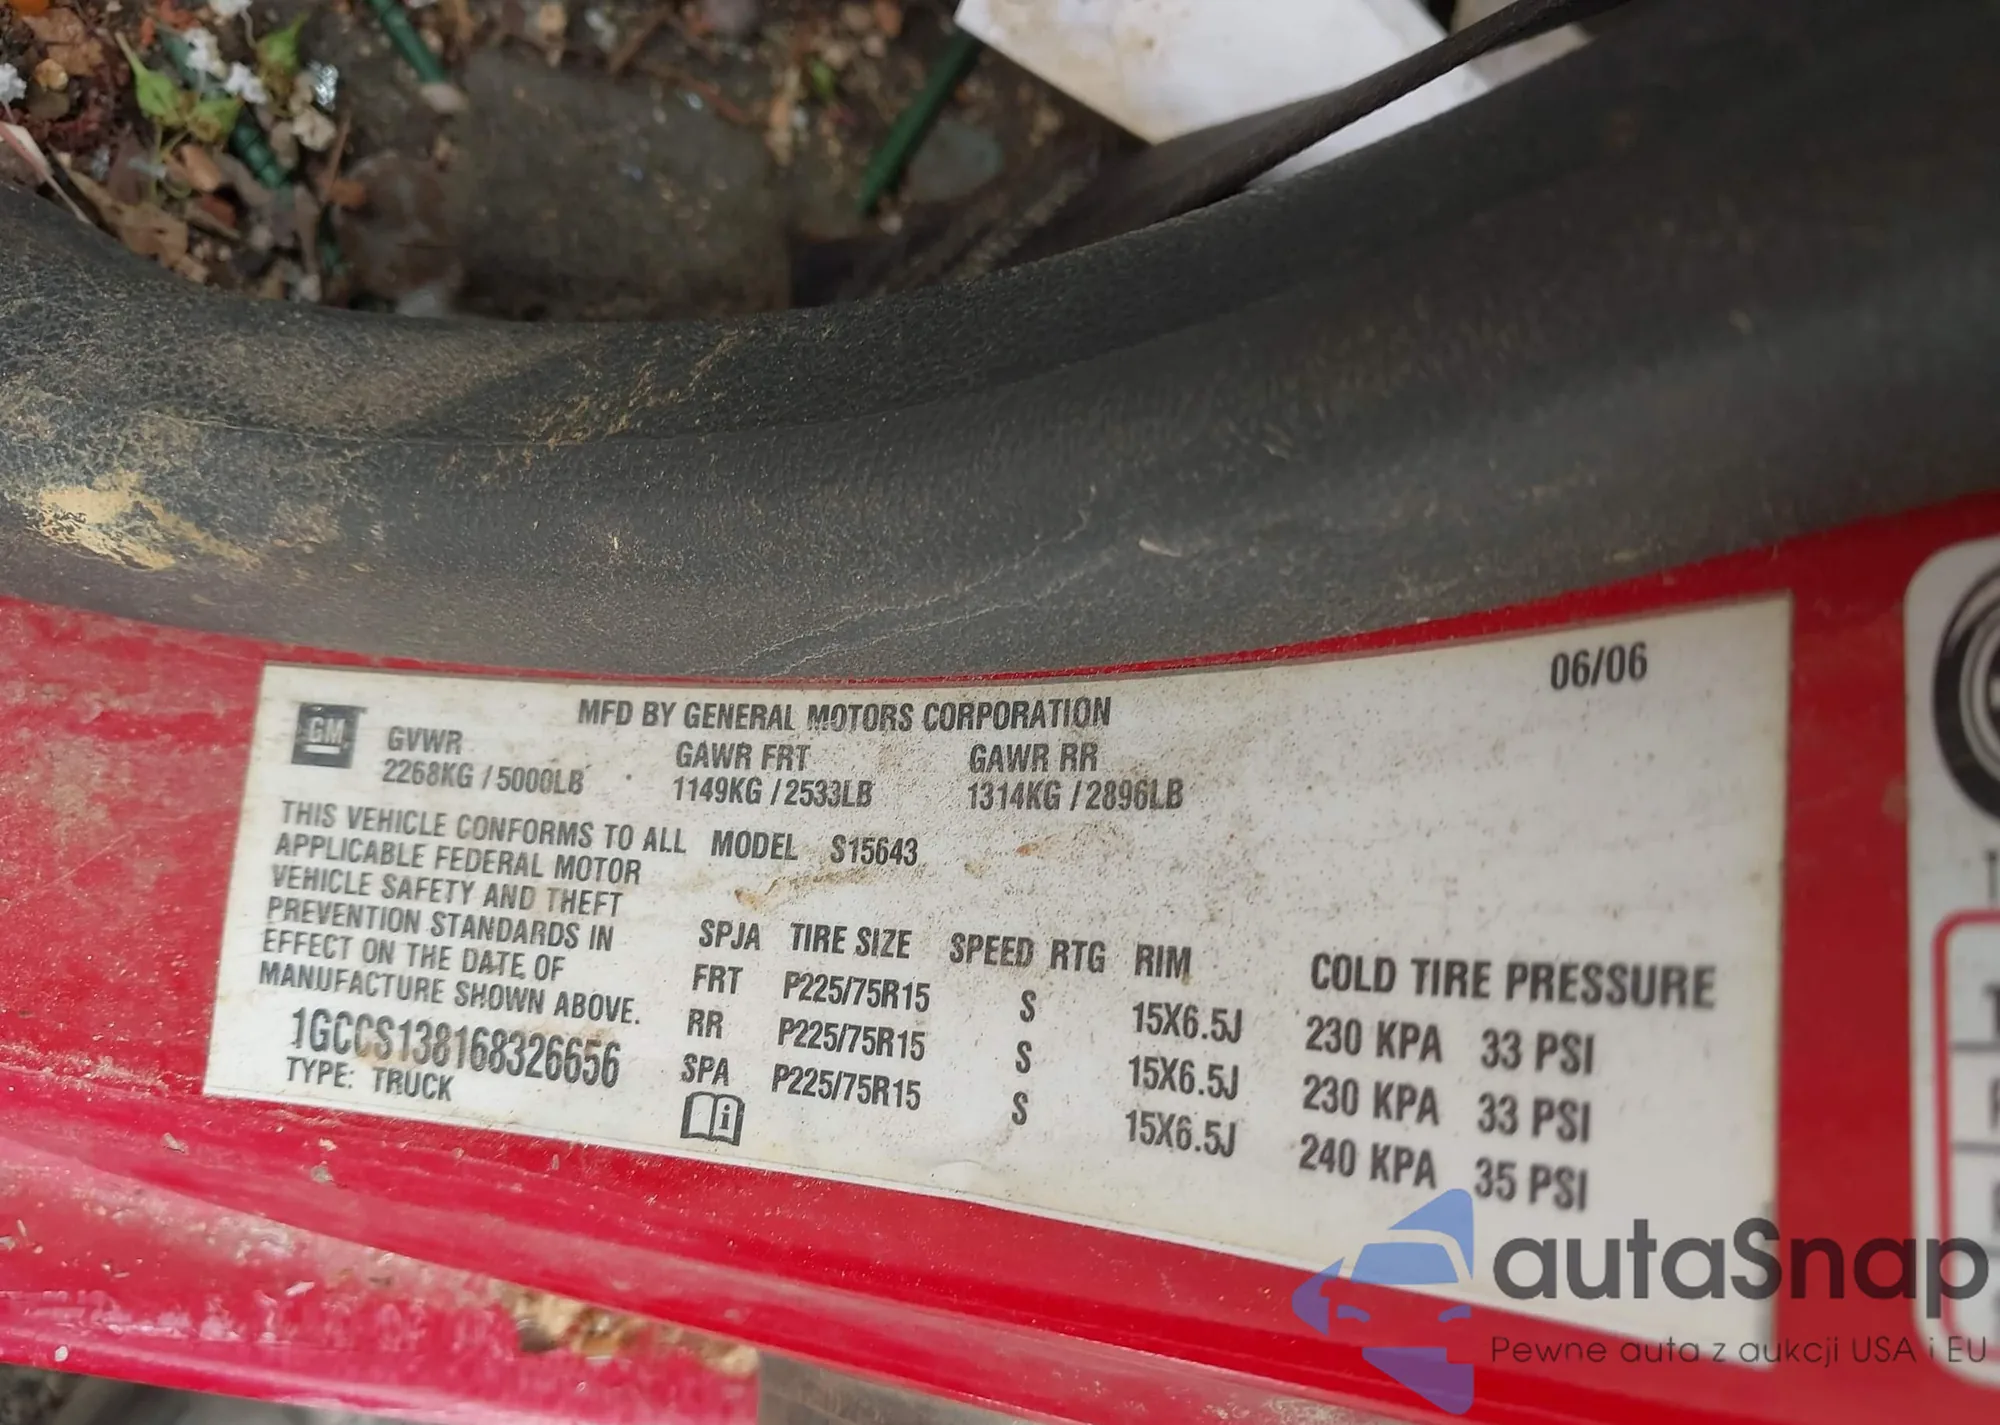 06/06
MFD BY GENERAL MOTORS CORPORATION
GM
GVWR GAWR FRT GAWR RR
2268KG / 5000LB 1149KG / 2533LB 1314KG / 2896LB
THIS VEHICLE CONFORMS TO ALL MODEL S15643
APPLICABLE FEDERAL MOTOR
VEHICLE SAFETY AND THEFT
PREVENTION STANDARDS IN
EFFECT ON THE DATE OF
MANUFACTURE SHOWN ABOVE.
1GCCS138168326656
TYPE: TRUCK
SPJA TIRE SIZE SPEED RTG RIM COLD TIRE PRESSURE
FRT P225/75R15 S 15X6.5J 230 KPA 33 PSI
RR P225/75R15 S 15X6.5J 230 KPA 33 PSI
SPA P225/75R15 S 15X6.5J 240 KPA 35 PSI
i
autaSnap
Pewne auta z aukcji USA i EU